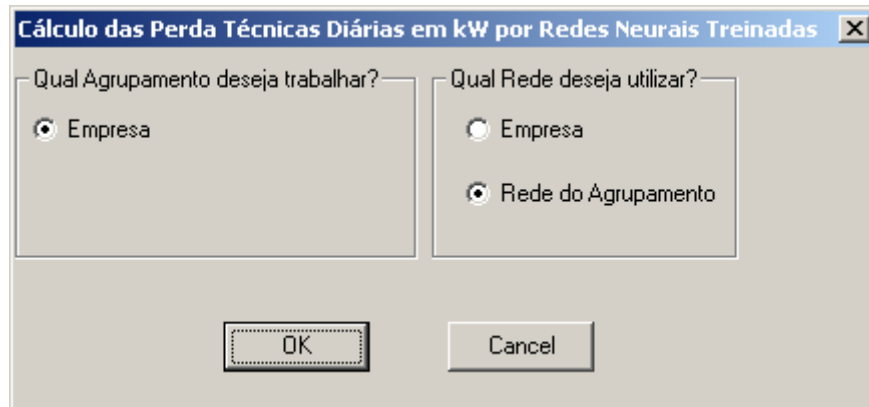 Cálculo das Perda Técnicas Diárias em kW por Redes Neurais Treinadas
Qual Agrupamento deseja trabalhar?
Empresa
Qual Rede deseja utilizar?
Empresa
Rede do Agrupamento
OK
Cancel